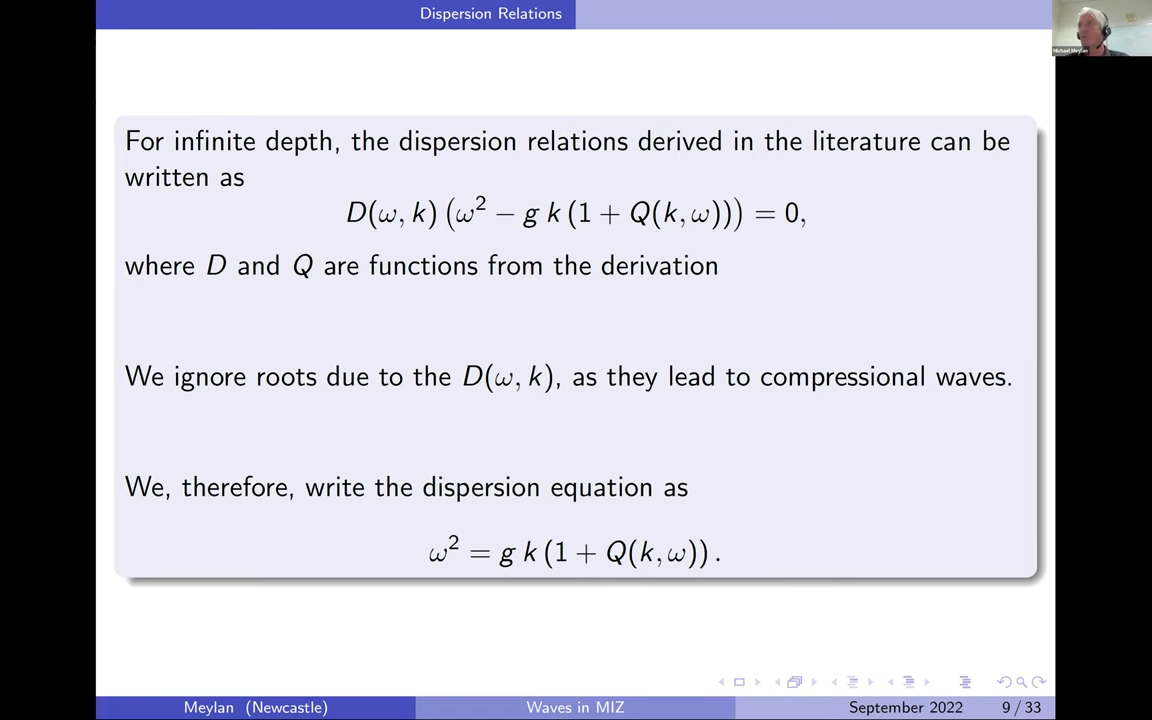 Dispersion Relations
Michael Meylan
For infinite depth, the dispersion relations derived in the literature can be
written as
D(ω, k) (ω² − g k (1 + Q(k, ω))) = 0,
where D and Q are functions from the derivation
We ignore roots due to the D(ω, k), as they lead to compressional waves.
We, therefore, write the dispersion equation as
ω² = g k (1 + Q(k, ω)) .
Meylan (Newcastle) Waves in MIZ September 2022 9 / 33